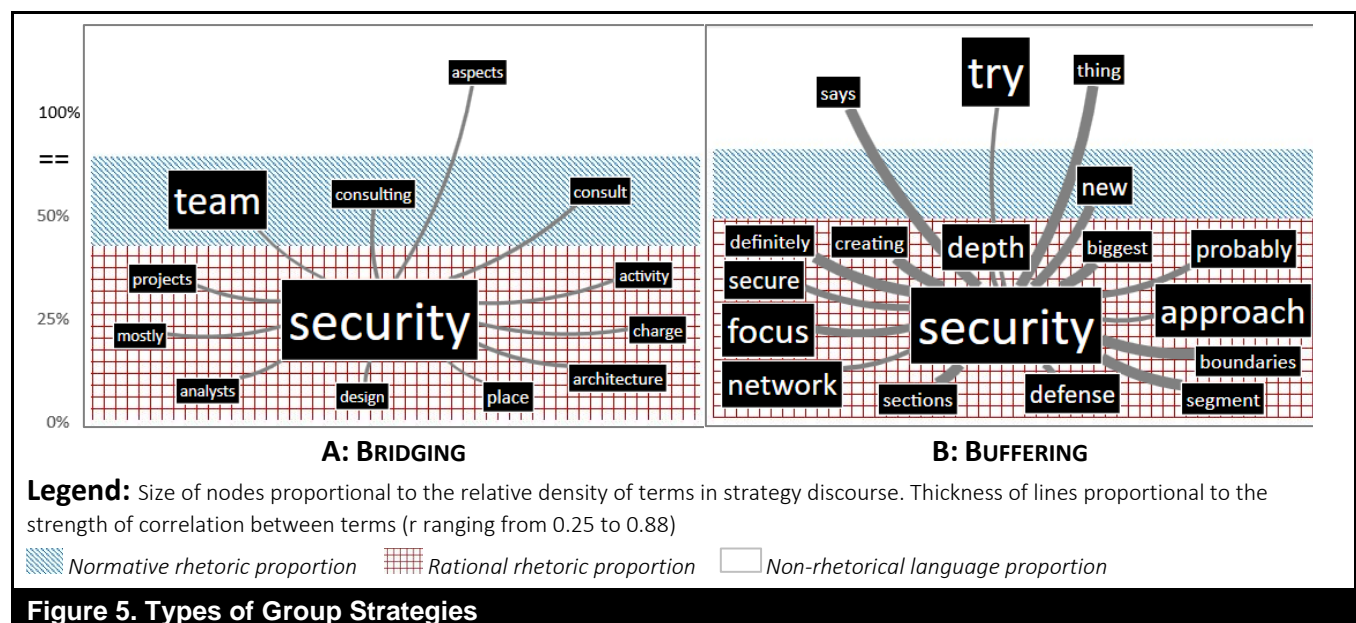 aspects
100%
==
team
consulting
consult
50%
projects
activity
security
25%
mostly
charge
analysts
design
place
architecture
0%
try
thing
says
new
definitely
creating
depth
biggest
probably
secure
focus
security
approach
network
boundaries
sections
defense
segment
A: BRIDGING
B: BUFFERING
Legend: Size of nodes proportional to the relative density of terms in strategy discourse. Thickness of lines proportional to the
strength of correlation between terms (r ranging from 0.25 to 0.88)
Normative rhetoric proportion Rational rhetoric proportion Non-rhetorical language proportion
Figure 5. Types of Group Strategies